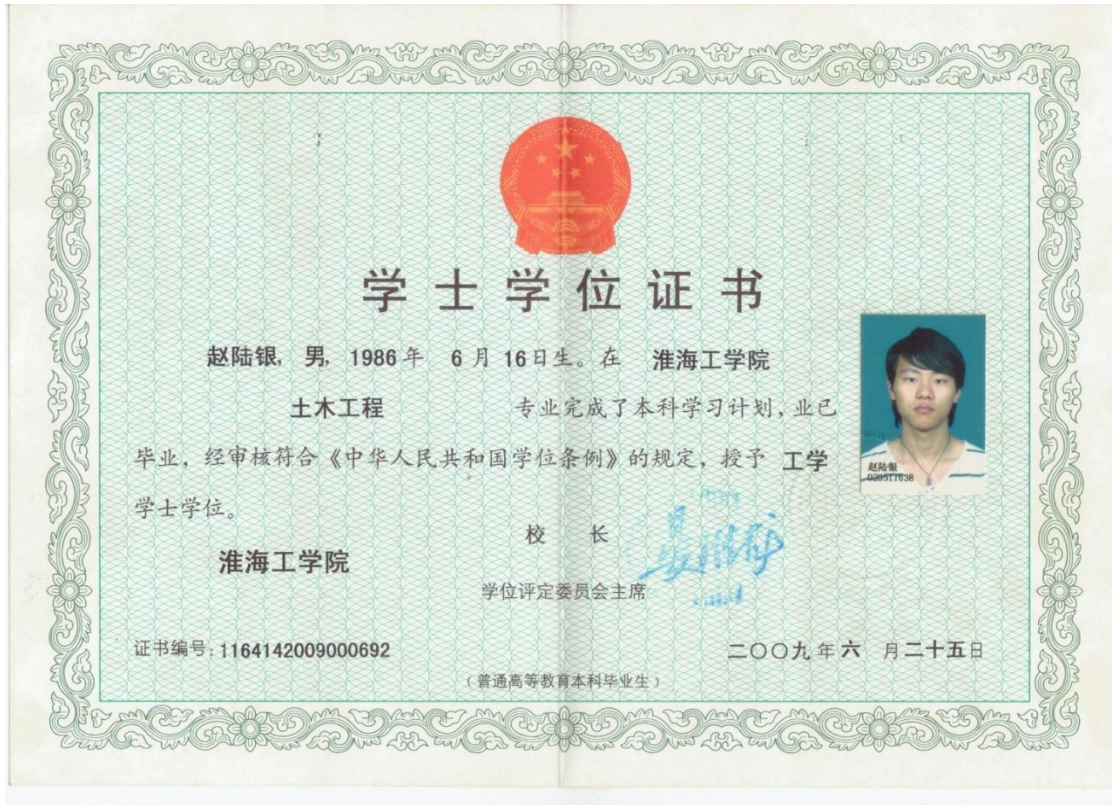 学士学位证书
赵陆银, 男, 1986年 6月16日生。在 淮海工学院
土木工程 专业完成了本科学习计划,业已
毕业，经审核符合《中华人民共和国学位条例》的规定，授予 工学
学士学位。
赵陆银
020511638
校 长
淮海工学院
学位评定委员会主席
证书编号:1164142009000692
二〇〇九年六 月二十五日
(普通高等教育本科毕业生)